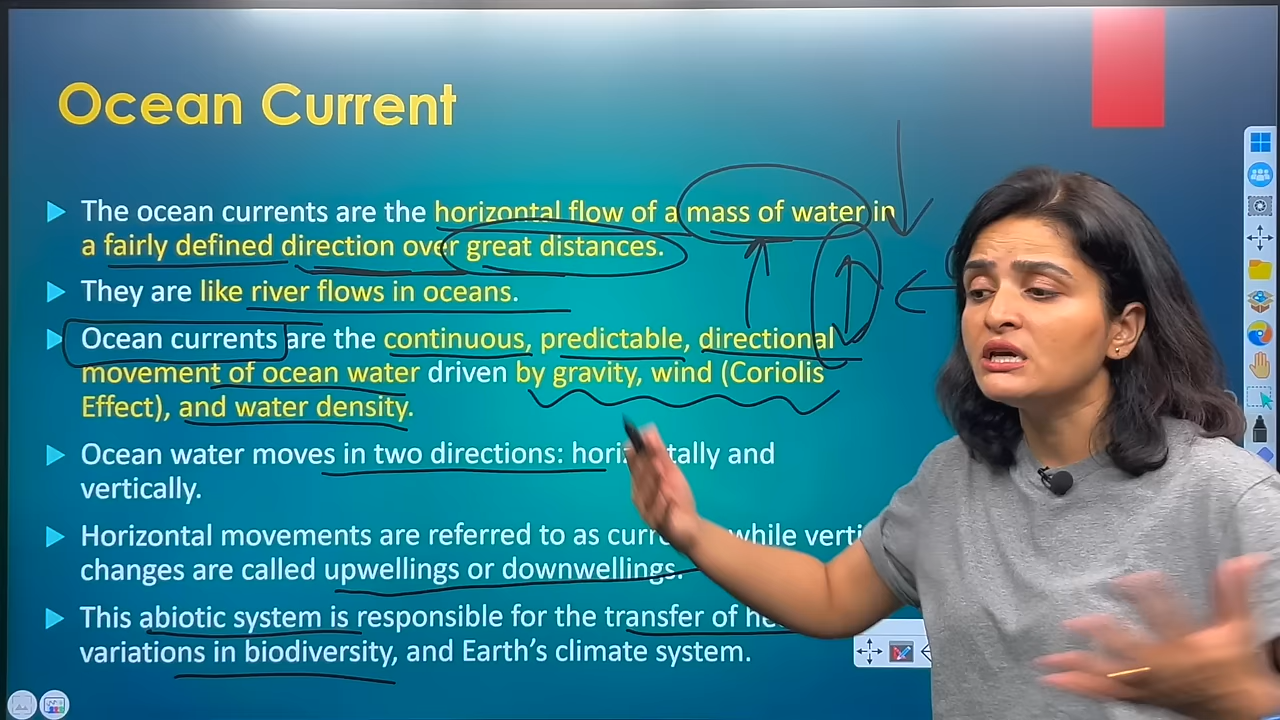 Ocean Current
The ocean currents are the horizontal flow of a mass of water in
a fairly defined direction over great distances.
They are like river flows in oceans.
Ocean currents are the continuous, predictable, directional
movement of ocean water driven by gravity, wind (Coriolis
Effect), and water density.
Ocean water moves in two directions: horizontally and
vertically.
Horizontal movements are referred to as while
changes are called upwellings or downwellings.
This abiotic system is responsible for the transfer of
variations in biodiversity, and Earth's climate system.